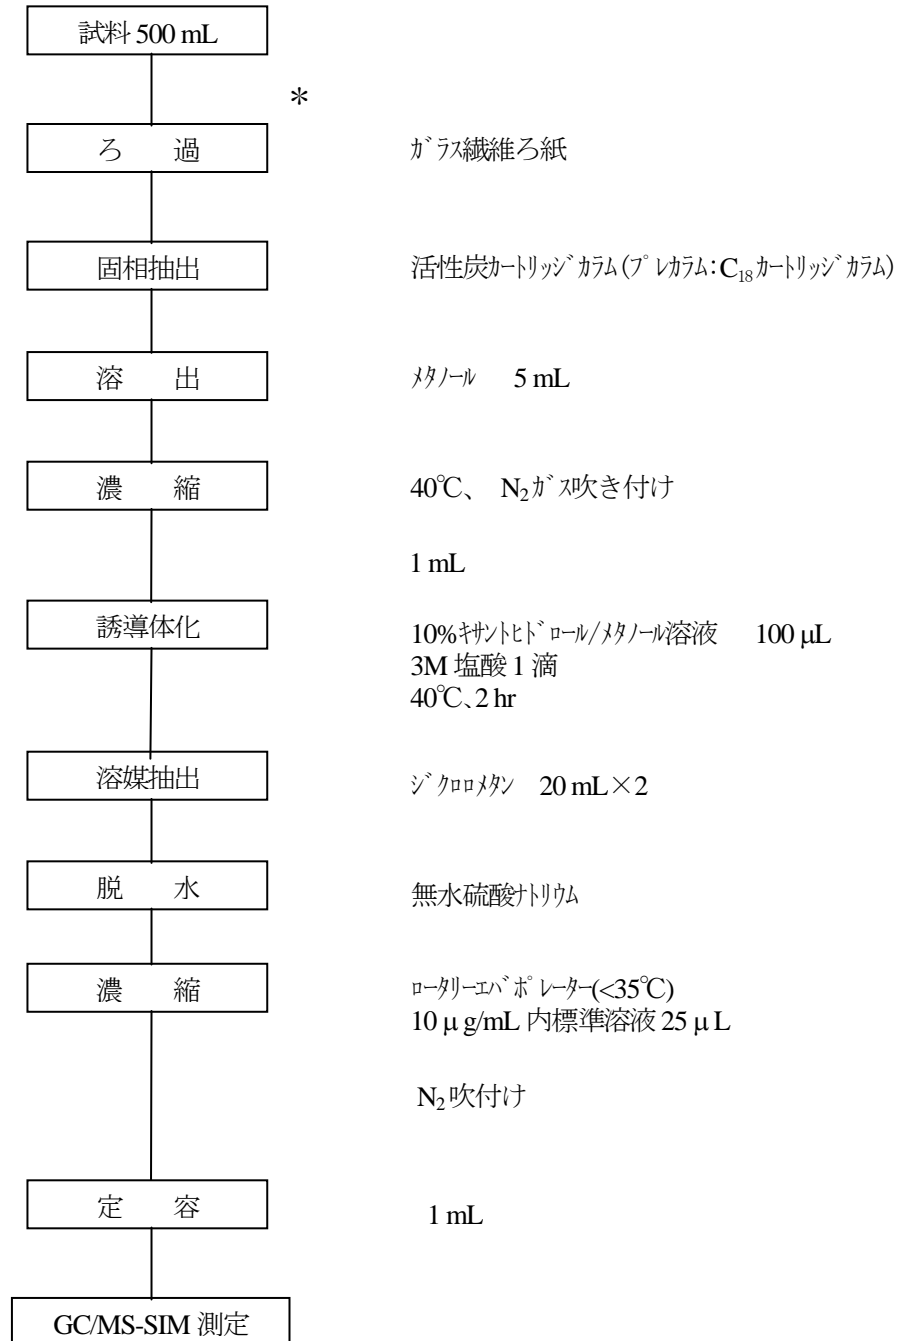 試料 500 mL
＊
ろ　過　ｶﾞﾗｽ繊維ろ紙
固相抽出　活性炭ｶｰﾄﾘｯｼﾞｶﾗﾑ(ﾌﾟﾚｶﾗﾑ：C18ｶｰﾄﾘｯｼﾞｶﾗﾑ)
溶　出　ﾒﾀﾉｰﾙ　5 mL
濃　縮　40℃、 N2ｶﾞｽ吹き付け
1 mL
誘導体化　10%ｷｻﾝﾄﾋﾄﾞﾛｰﾙ/ﾒﾀﾉｰﾙ溶液　100 μL
3M 塩酸 1 滴
40℃、2 hr
溶媒抽出　ｼﾞｸﾛﾛﾒﾀﾝ　20 mL×2
脱　水　無水硫酸ﾅﾄﾘｳﾑ
濃　縮　ﾛｰﾀﾘｰｴﾊﾞﾎﾟﾚｰﾀｰ(<35℃)
10 μg/mL 内標準溶液 25 μL
N2 吹付け
定　容　1 mL
GC/MS-SIM 測定